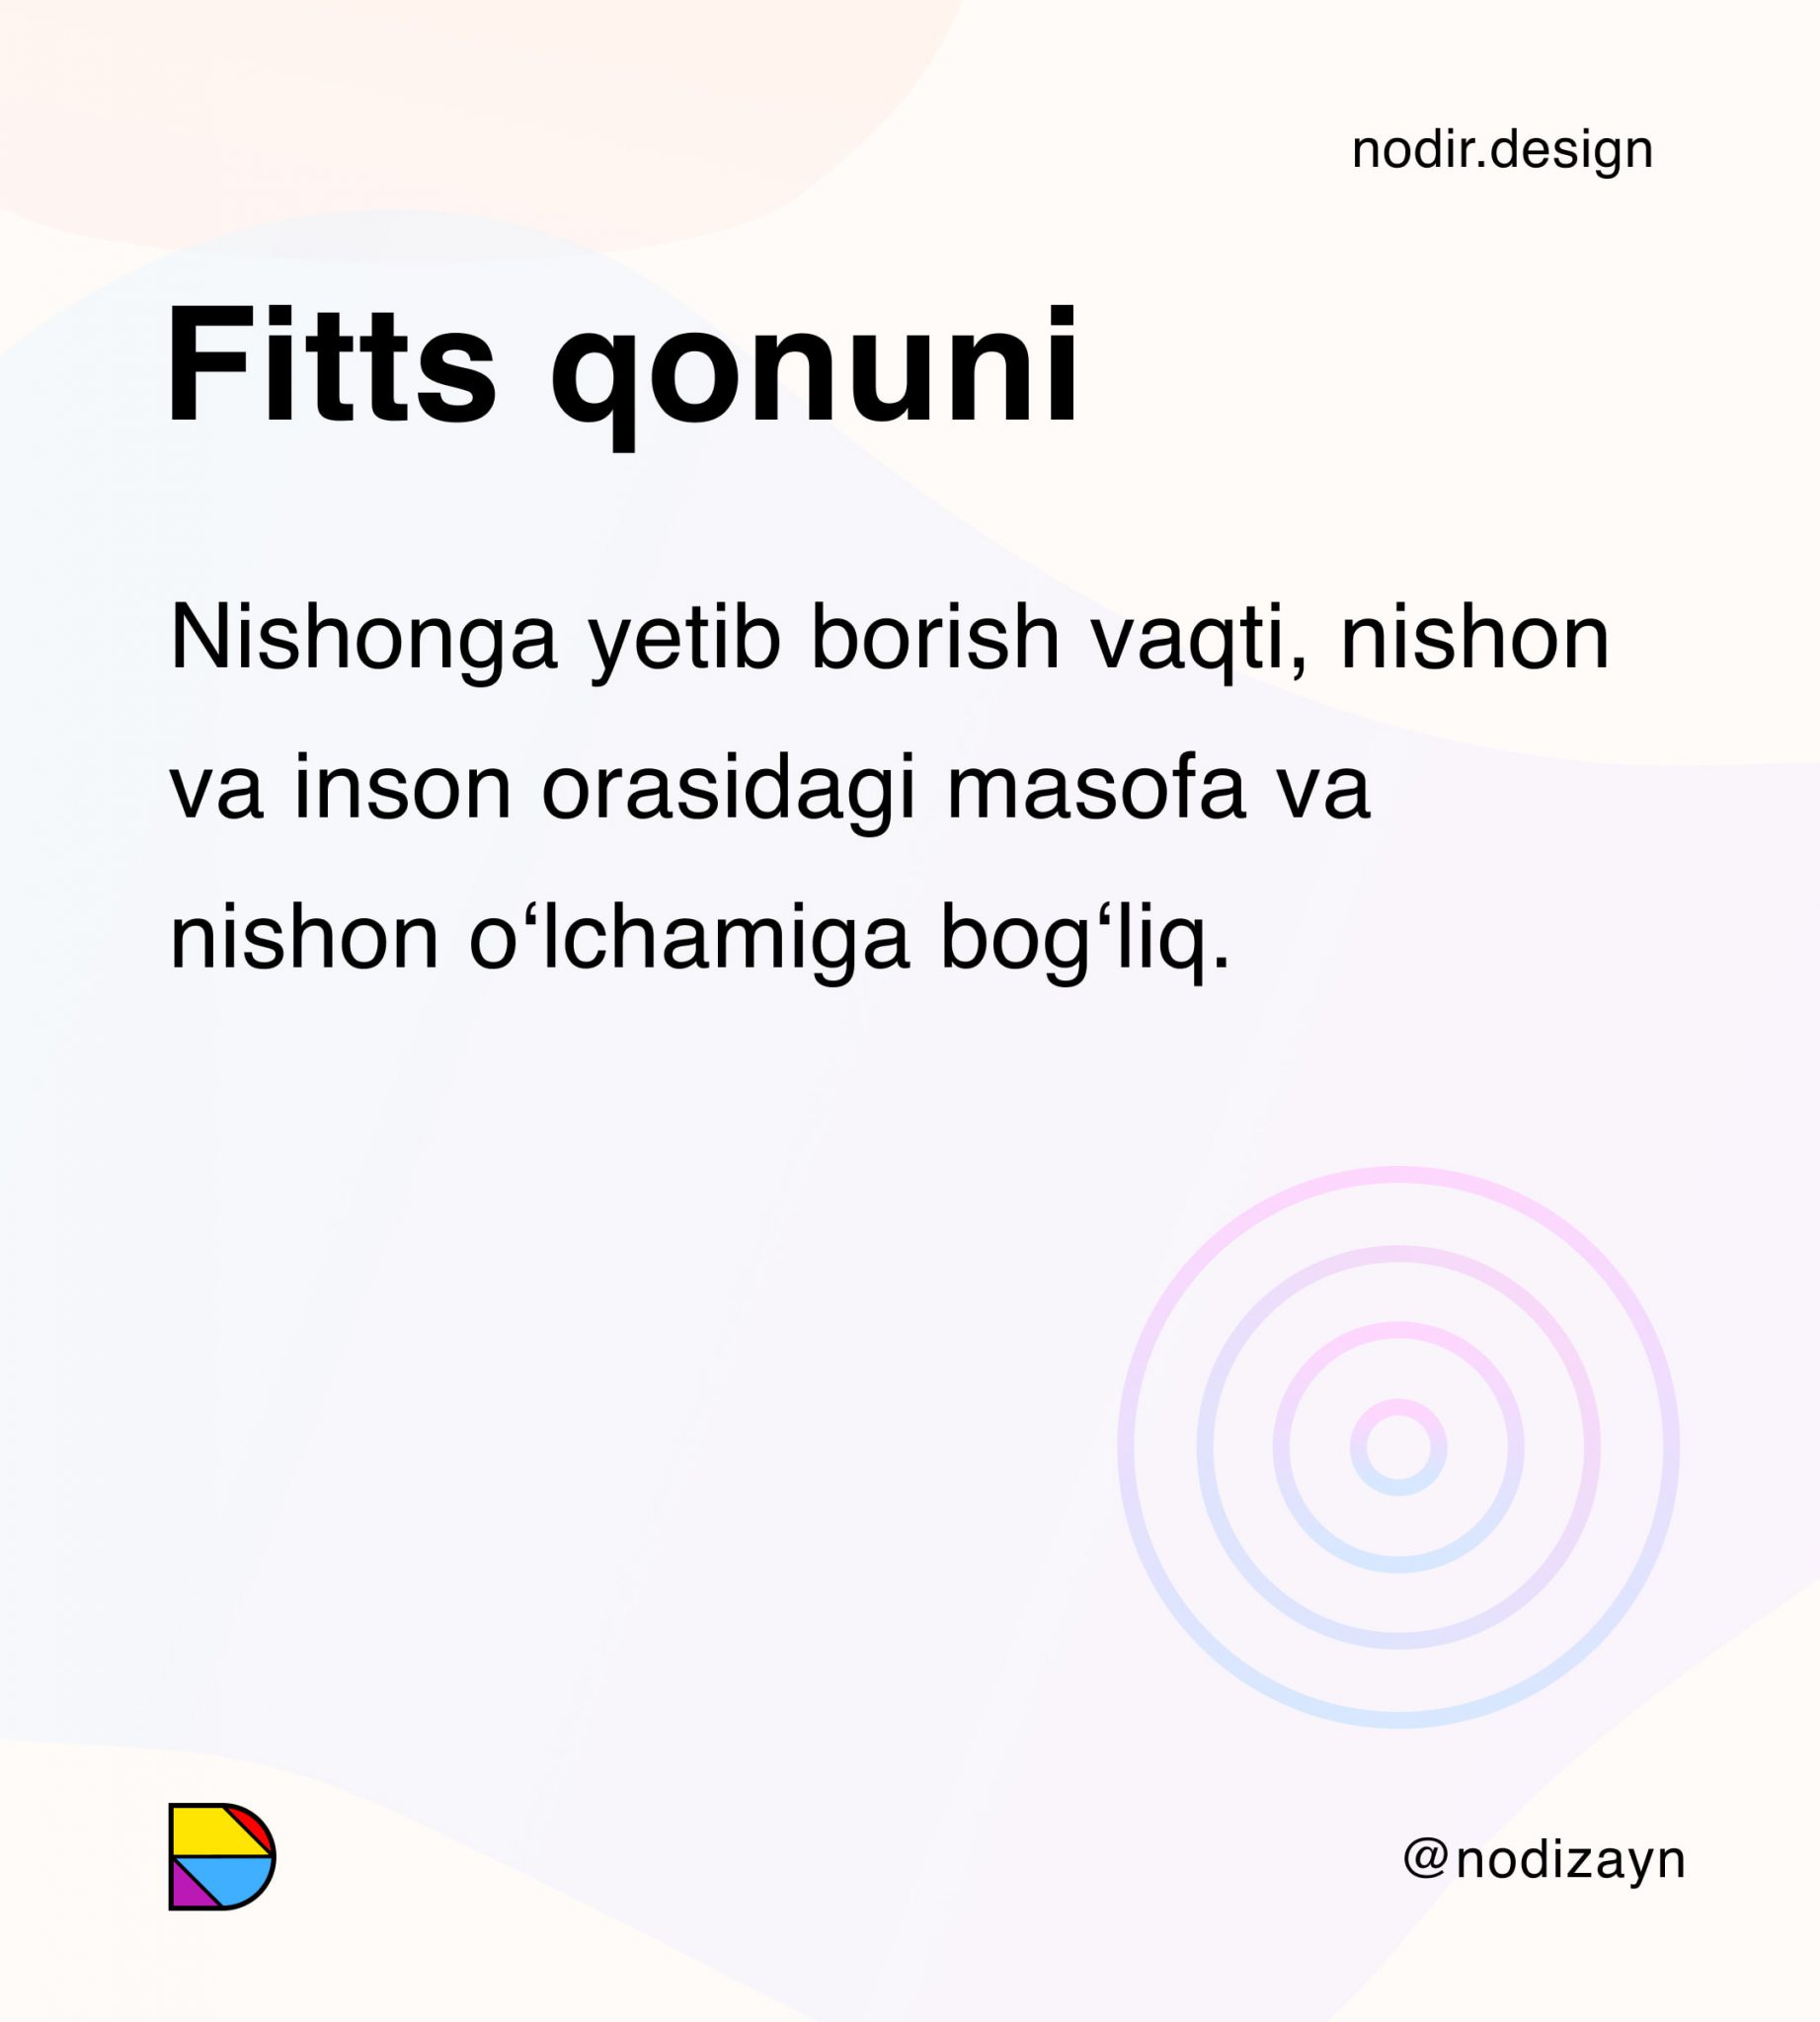 nodir.design
Fitts qonuni
Nishonga yetib borish vaqti, nishon
va inson orasidagi masofa va
nishon o‘lchamiga bog‘liq.
@nodizayn